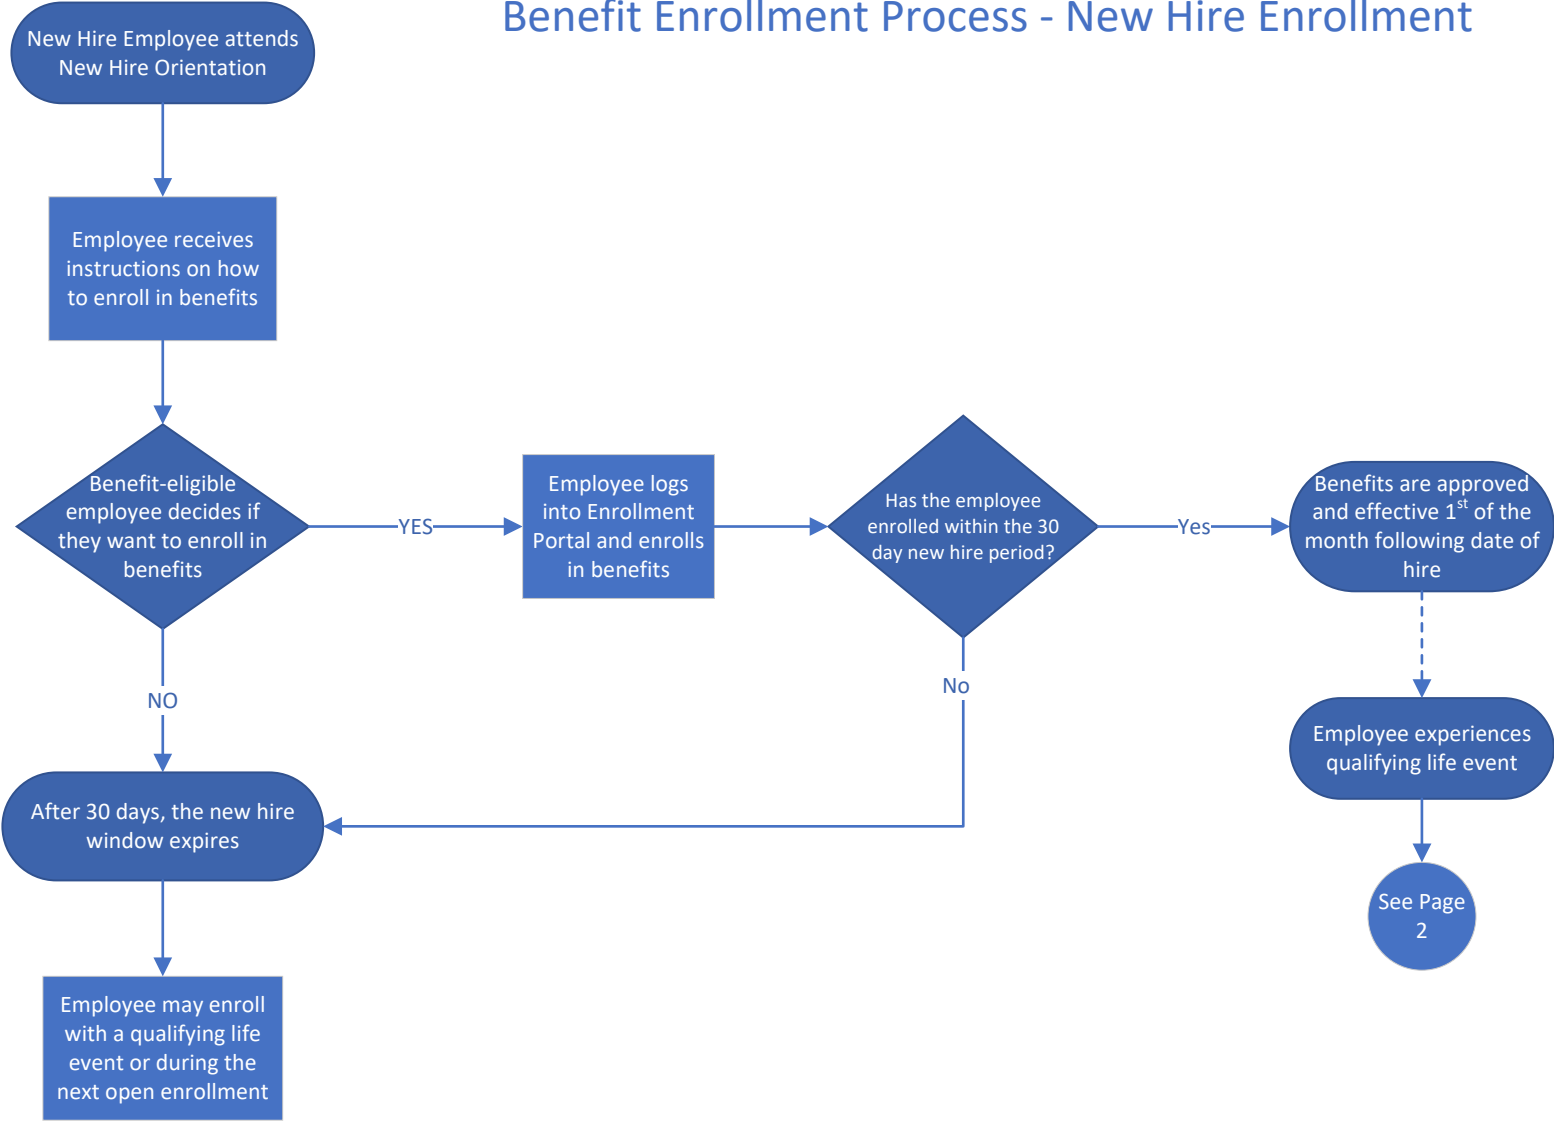 Benefit Enrollment Process - New Hire Enrollment
New Hire Employee attends
New Hire Orientation
Employee receives
instructions on how
to enroll in benefits
Benefit-eligible
employee decides if
they want to enroll in
benefits
YES
Employee logs
into Enrollment
Portal and enrolls
in benefits
Has the employee
enrolled within the 30
day new hire period?
Yes
Benefits are approved
and effective 1st of the
month following date of
hire
NO
No
Employee experiences
qualifying life event
After 30 days, the new hire
window expires
See Page
2
Employee may enroll
with a qualifying life
event or during the
next open enrollment